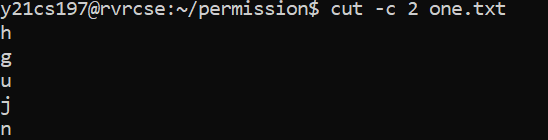 y21cs197@rvrcse:~/permission$ cut -c 2 one.txt
h
g
u
j
n